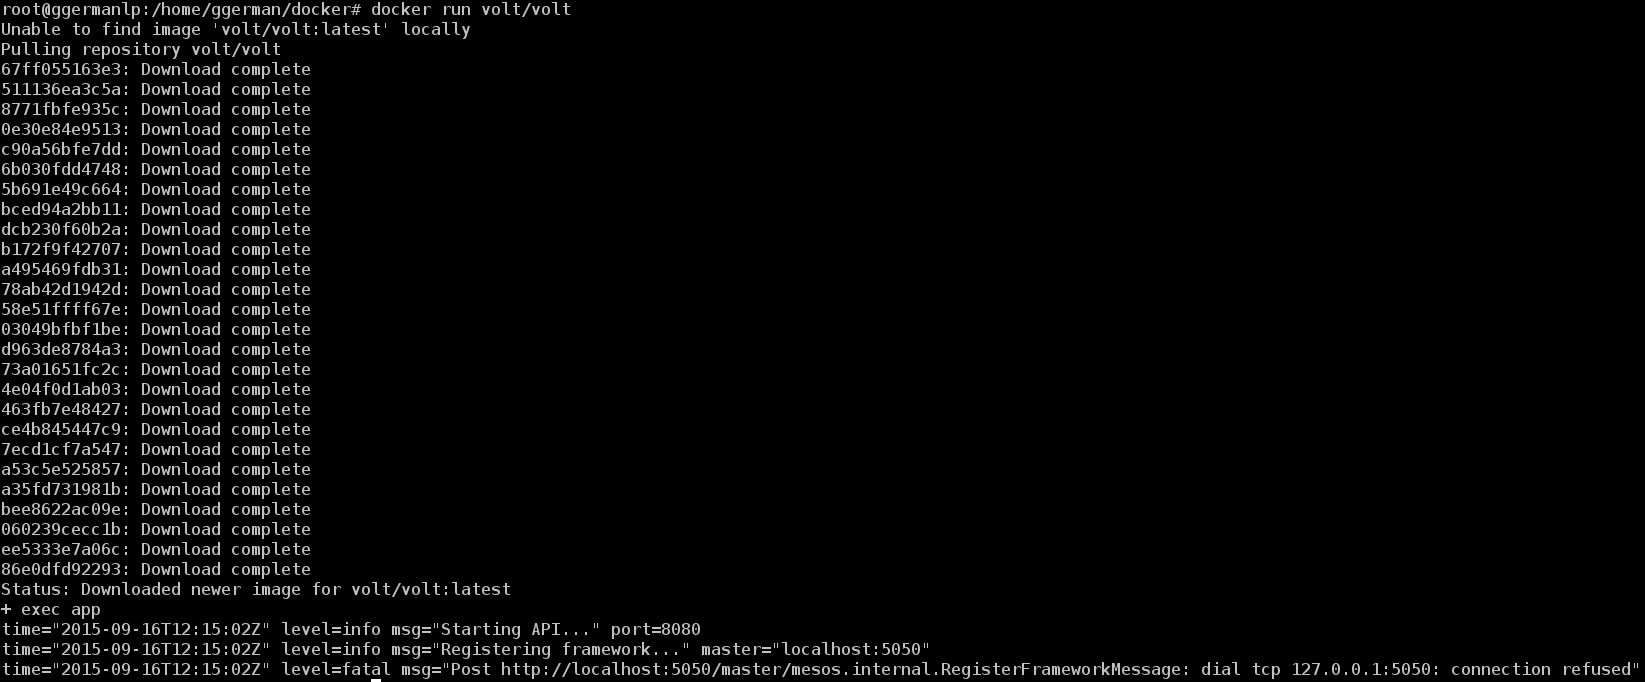 root@ggermanlp:/home/ggerman/docker# docker run volt/volt
Unable to find image 'volt/volt:latest' locally
Pulling repository volt/volt
67ff055163e3: Download complete
511136ea3c5a: Download complete
8771fbfe935c: Download complete
0e30e84e9513: Download complete
c90a56bfe7dd: Download complete
6b030fdd4748: Download complete
5b691e49c664: Download complete
bced94a2bb11: Download complete
dcb230f60b2a: Download complete
b172f9f42707: Download complete
a495469fdb31: Download complete
78ab42d1942d: Download complete
58e51ffff67e: Download complete
03049bfbf1be: Download complete
d963de8784a3: Download complete
73a01651fc2c: Download complete
4e04f0d1ab03: Download complete
463fb7e48427: Download complete
ce4b845447c9: Download complete
7ecd1cf7a547: Download complete
a53c5e525857: Download complete
a35fd731981b: Download complete
bee8622ac09e: Download complete
060239cecc1b: Download complete
ee5333e7a06c: Download complete
86e0dfd92293: Download complete
Status: Downloaded newer image for volt/volt:latest
+ exec app
time="2015-09-16T12:15:02Z" level=info msg="Starting API..." port=8080
time="2015-09-16T12:15:02Z" level=info msg="Registering framework..." master="localhost:5050"
time="2015-09-16T12:15:02Z" level=fatal msg="Post http://localhost:5050/master/mesos.internal.RegisterFrameworkMessage: dial tcp 127.0.0.1:5050: connection refused"